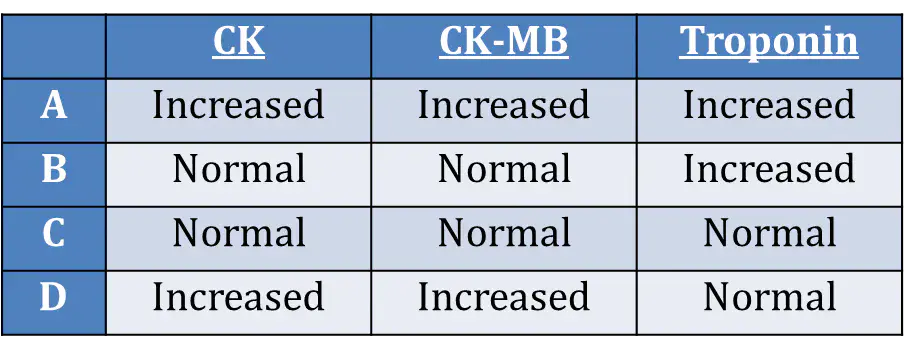 CK CK-MB Troponin
A Increased Increased Increased
B Normal Normal Increased
C Normal Normal Normal
D Increased Increased Normal